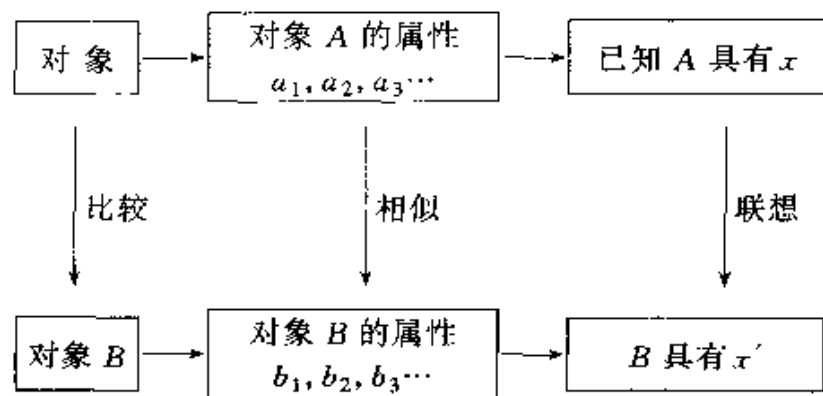 对 象
对象 A 的属性
a₁, a₂, a₃…
已知 A 具有 x
比较
相似
联想
对象 B
对象 B 的属性
b₁, b₂, b₃…
B 具有 x′